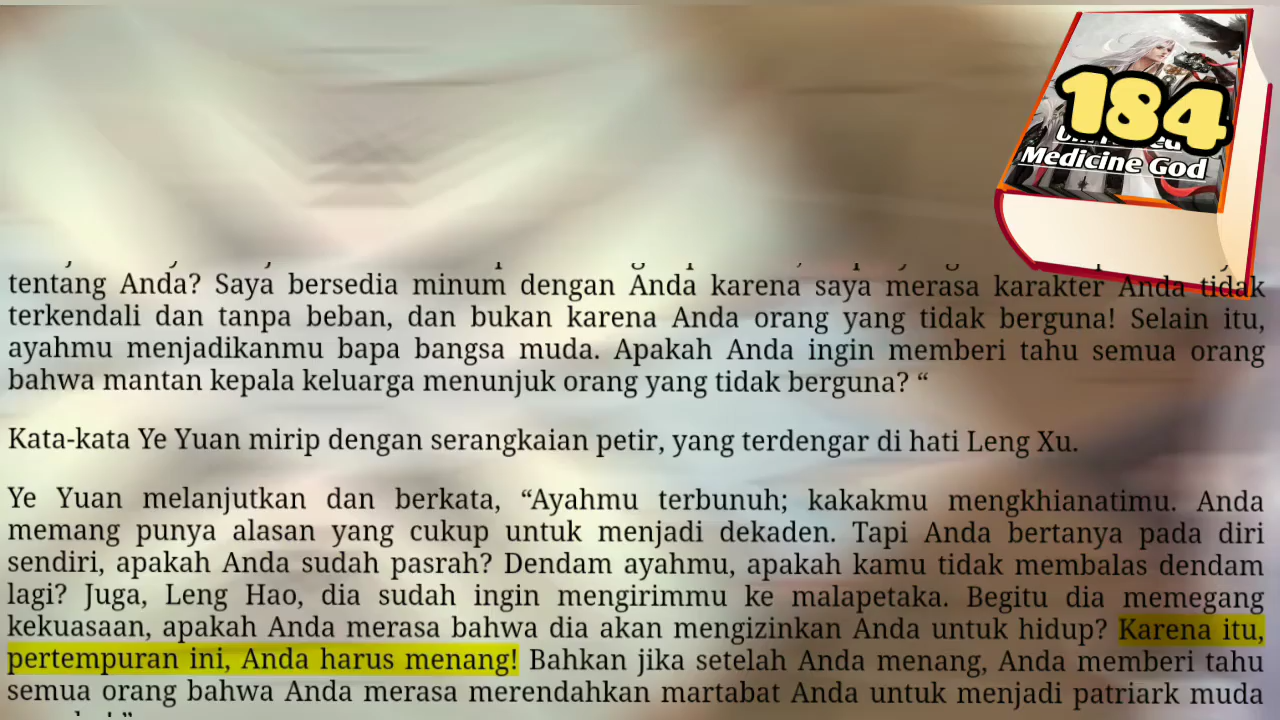 184
Medicine God
tentang Anda? Saya bersedia minum dengan Anda karena saya merasa karakter Anda tidak
terkendali dan tanpa beban, dan bukan karena Anda orang yang tidak berguna! Selain itu,
ayahmu menjadikanmu bapa bangsa muda. Apakah Anda ingin memberi tahu semua orang
bahwa mantan kepala keluarga menunjuk orang yang tidak berguna? “
Kata-kata Ye Yuan mirip dengan serangkaian petir, yang terdengar di hati Leng Xu.
Ye Yuan melanjutkan dan berkata, “Ayahmu terbunuh; kakakmu mengkhianatimu. Anda
memang punya alasan yang cukup untuk menjadi dekaden. Tapi Anda bertanya pada diri
sendiri, apakah Anda sudah pasrah? Dendam ayahmu, apakah kamu tidak membalas dendam
lagi? Juga, Leng Hao, dia sudah ingin mengirimmu ke malapetaka. Begitu dia memegang
kekuasaan, apakah Anda merasa bahwa dia akan mengizinkan Anda untuk hidup? Karena itu,
pertempuran ini, Anda harus menang! Bahkan jika setelah Anda menang, Anda memberi tahu
semua orang bahwa Anda merasa merendahkan martabat Anda untuk menjadi patriark muda